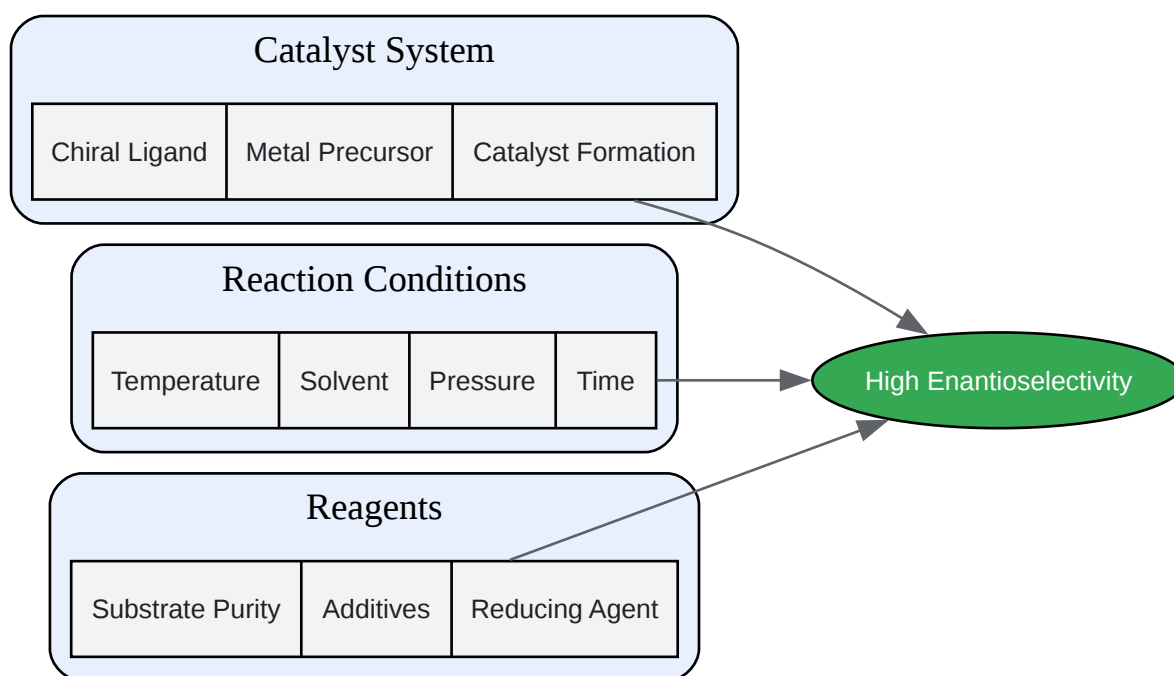 Catalyst System
Chiral Ligand
Metal Precursor
Catalyst Formation
Reaction Conditions
Temperature
Solvent
Pressure
Time
High Enantioselectivity
Reagents
Substrate Purity
Additives
Reducing Agent